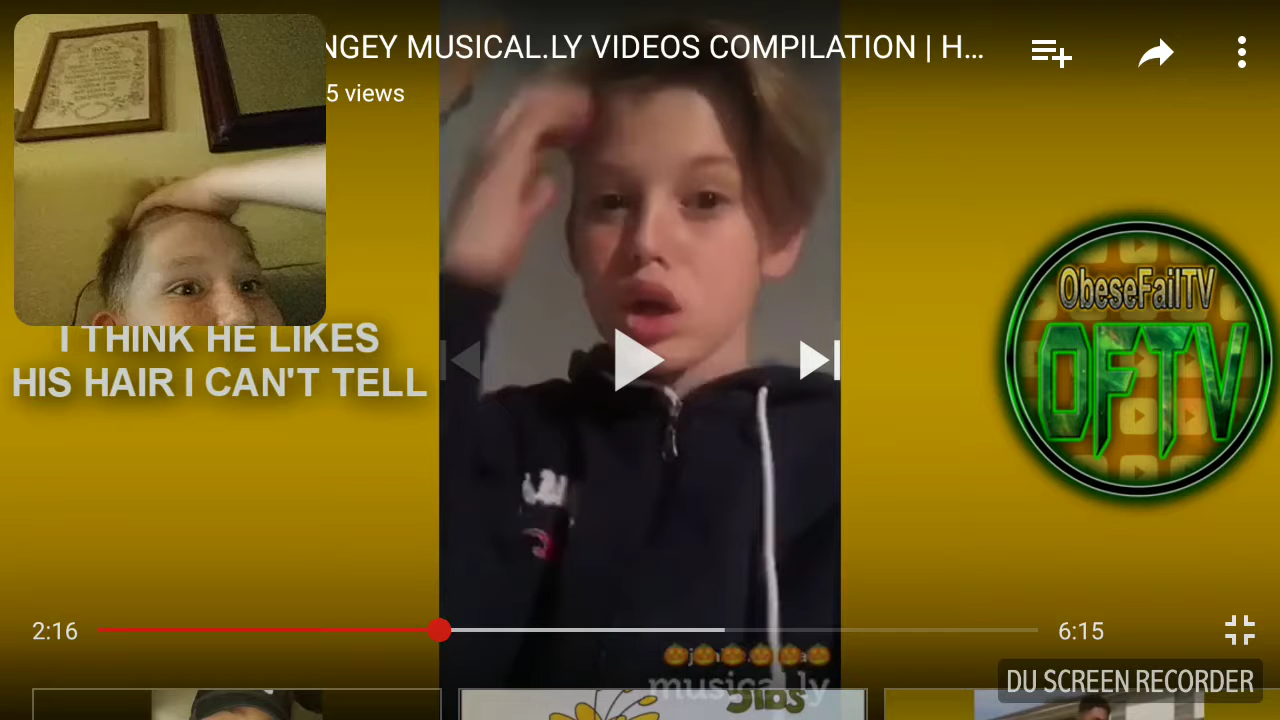 NGEY MUSICAL.LY VIDEOS COMPILATION | H...
5 views
I THINK HE LIKES
HIS HAIR I CAN'T TELL
ObeseFailTV
OFTV
2:16
6:15
musical.ly
DU SCREEN RECORDER